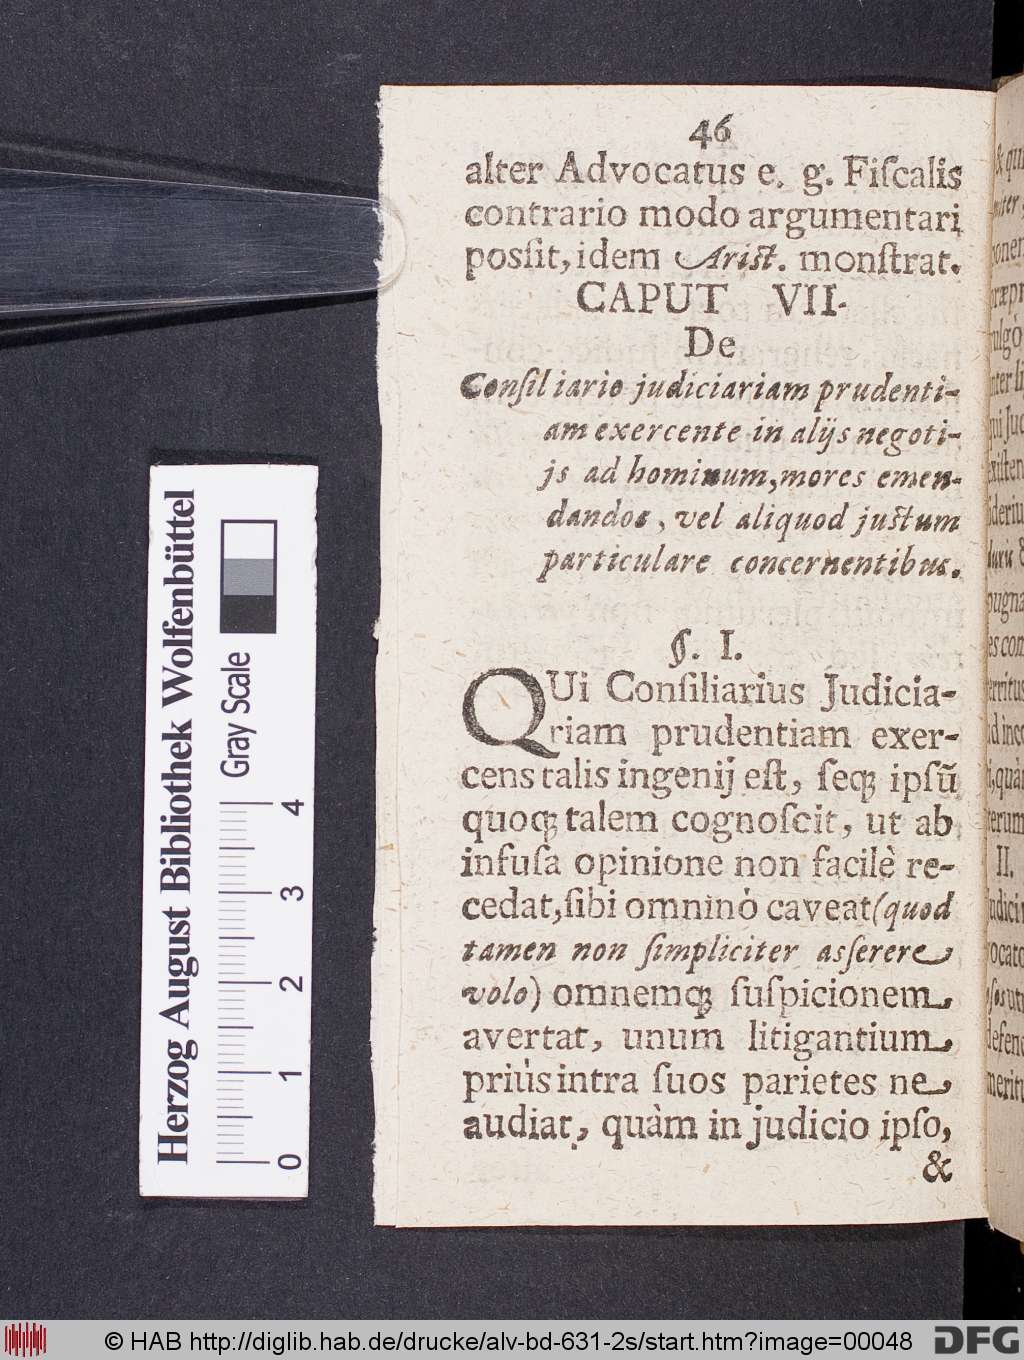 46
alter Advocatus e. g. Fiſcalis
contrario modo argumentari
posſit, idem Ariſt. monſtrat.
CAPUT VII.
De
Conſiliario judiciariam prudenti-
am exercente in alijs negoti-
js ad hominum, mores emen-
dandos, vel aliquod juſtum
particulare concernentibus.
§. I.
QUi Conſiliarius Judicia-
riam prudentiam exer-
cens talis ingenij eſt, ſeq́; ipſũ
quoq́; talem cognoſcit, ut ab
infuſa opinione non facilè re-
cedat, ſibi omninò caveat (quod
tamen non ſimpliciter asſerere
volo) omnemq́; ſuſpicionem
avertat, unum litigantium
priùs intra ſuos parietes ne
audiat, quàm in judicio ipſo,
&
Herzog August Bibliothek Wolfenbüttel
Gray Scale
0 1 2 3 4
© HAB http://diglib.hab.de/drucke/alv-bd-631-2s/start.htm?image=00048
DFG